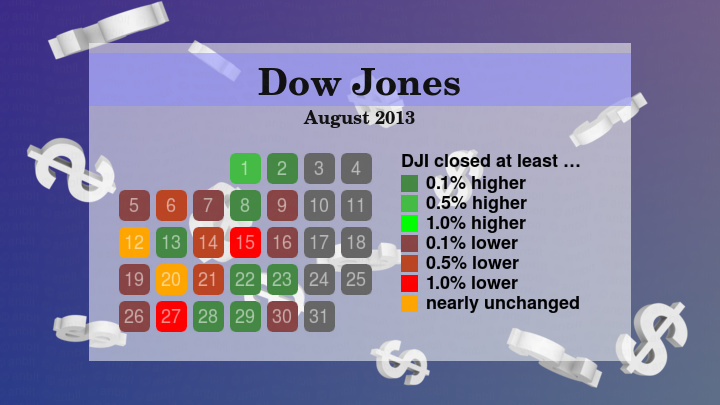 Dow Jones
August 2013
1 2 3 4
5 6 7 8 9 10 11
12 13 14 15 16 17 18
19 20 21 22 23 24 25
26 27 28 29 30 31
DJI closed at least ...
0.1% higher
0.5% higher
1.0% higher
0.1% lower
0.5% lower
1.0% lower
nearly unchanged